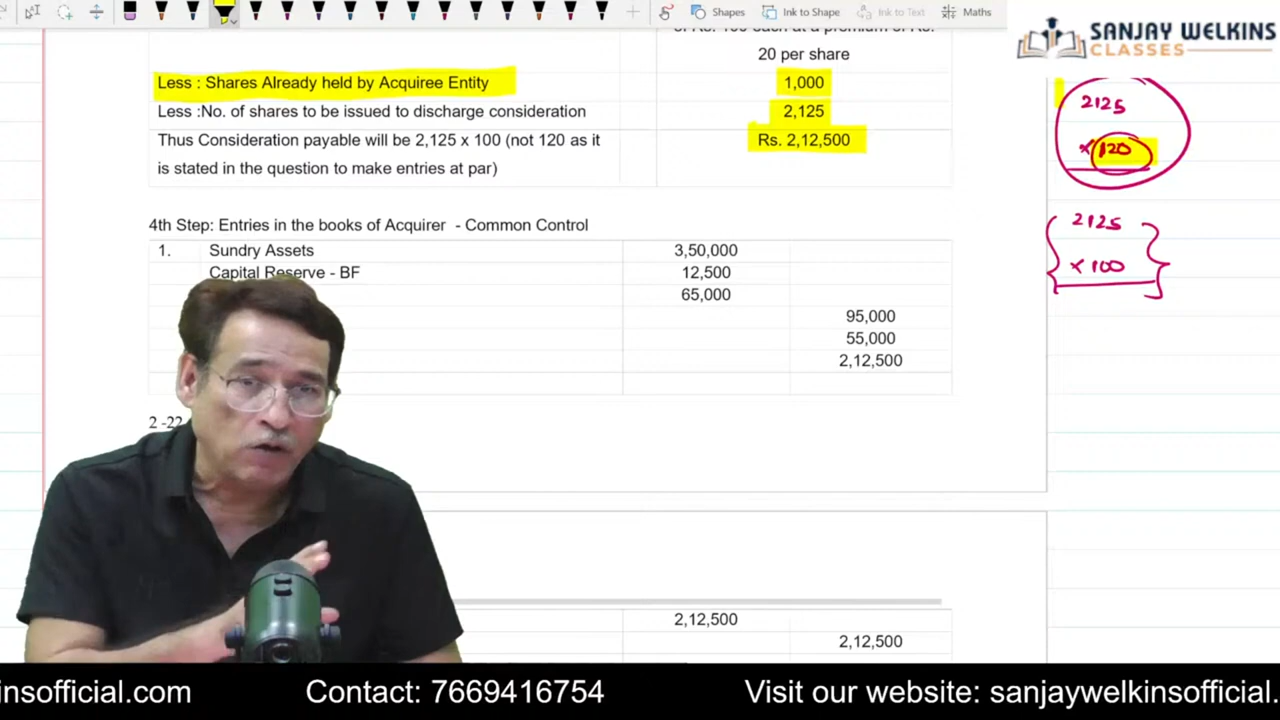 Shapes
Ink to Shape
Ink to Text
Maths
SANJAY WELKINS
CLASSES
20 per share
Less : Shares Already held by Acquiree Entity 1,000
Less :No. of shares to be issued to discharge consideration 2,125
Thus Consideration payable will be 2,125 x 100 (not 120 as it Rs. 2,12,500
is stated in the question to make entries at par)
2125
x 120
2125
x 100
4th Step: Entries in the books of Acquirer - Common Control
1. Sundry Assets 3,50,000
Capital Reserve - BF 12,500
65,000
95,000
55,000
2,12,500
2 -22
2,12,500
2,12,500
insofficial.com Contact: 7669416754 Visit our website: sanjaywelkinsofficial.